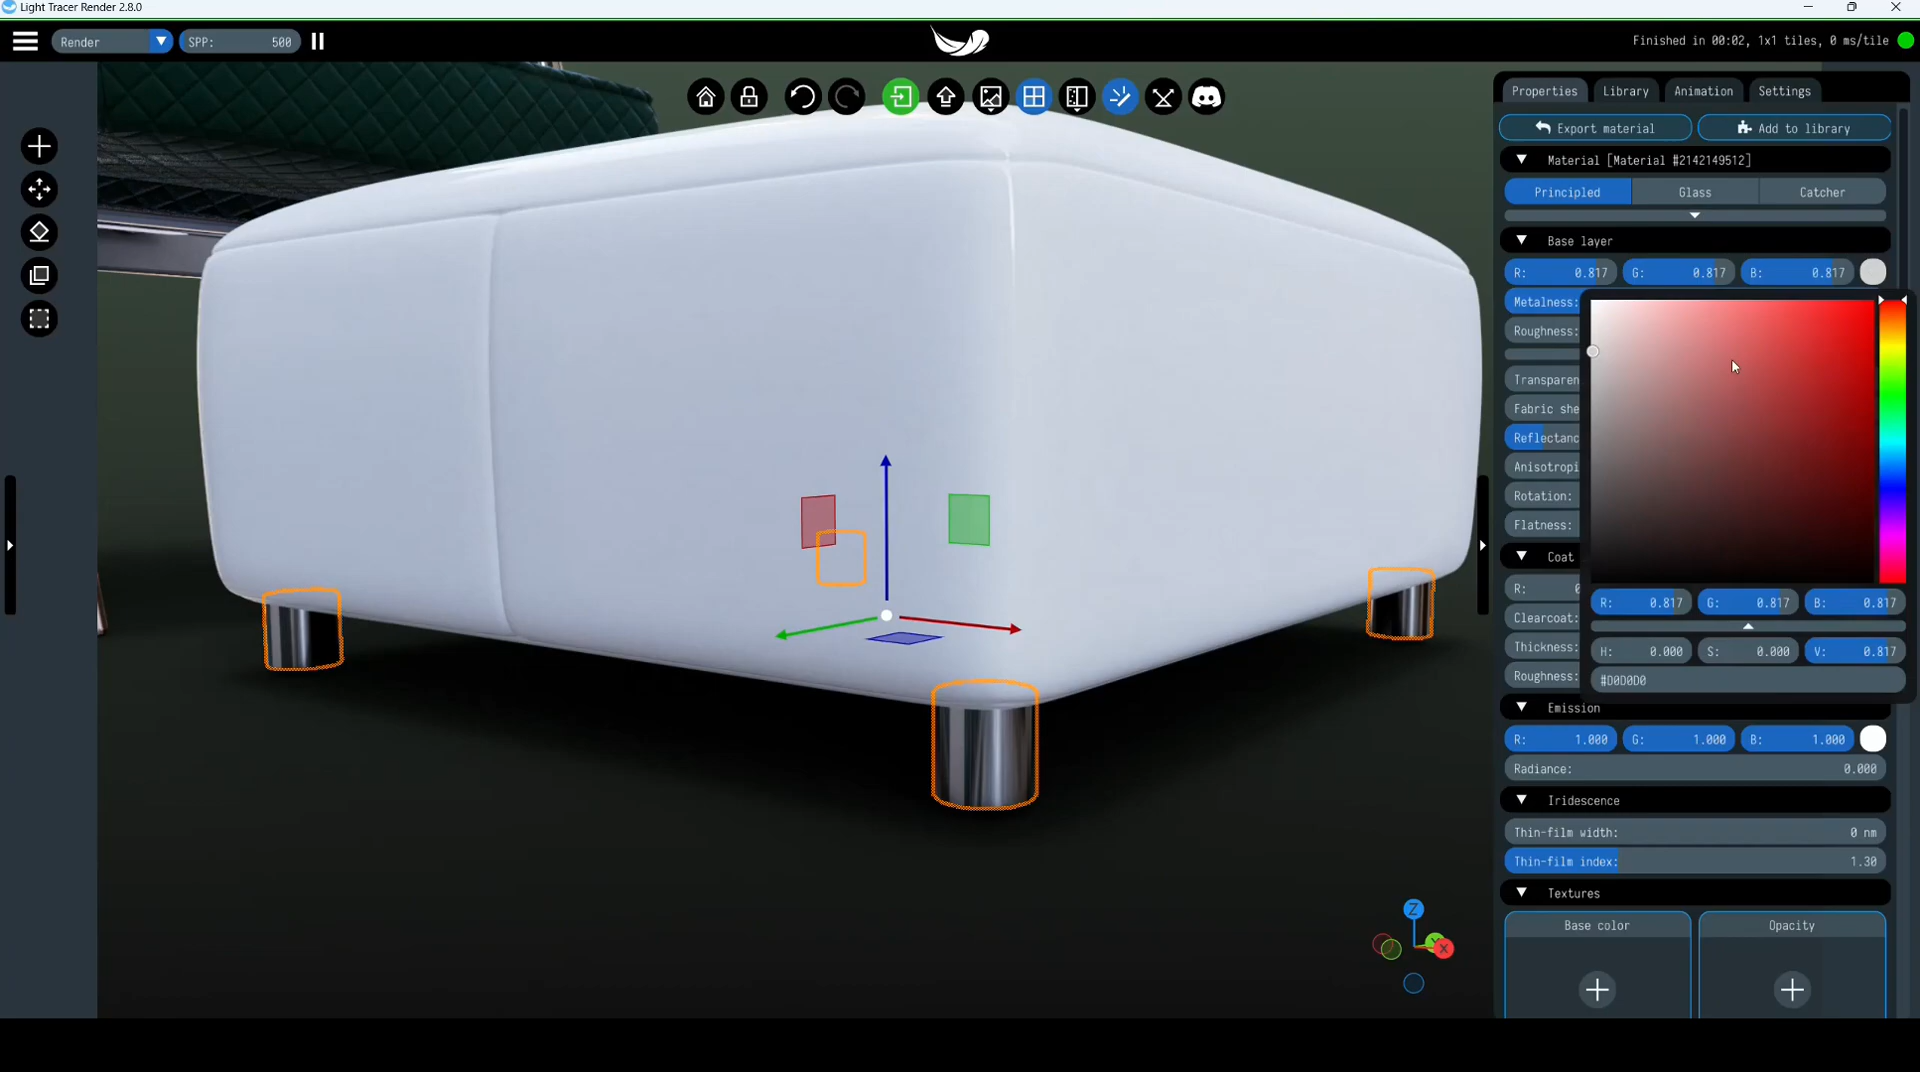 Light Tracer Render 2.8.0
Render
SPP: 500
Finished in 00:02, 1x1 tiles, 0 ms/tile
Properties Library Animation Settings
Export material Add to library
Material [Material #2142149512]
Principled Glass Catcher
Base layer
R: 0.817 G: 0.817 B: 0.817
Metalness:
Roughness:
Transparen
Fabric she
Reflectanc
Anisotropi
Rotation:
Flatness:
Coat
R: 0
Clearcoat:
Thickness:
Roughness:
R: 0.817 G: 0.817 B: 0.817
H: 0.000 S: 0.000 V: 0.817
#D0D0D0
Emission
R: 1.000 G: 1.000 B: 1.000
Radiance: 0.000
Iridescence
Thin-film width: 0 nm
Thin-film index: 1.30
Textures
Base color Opacity
Z
X